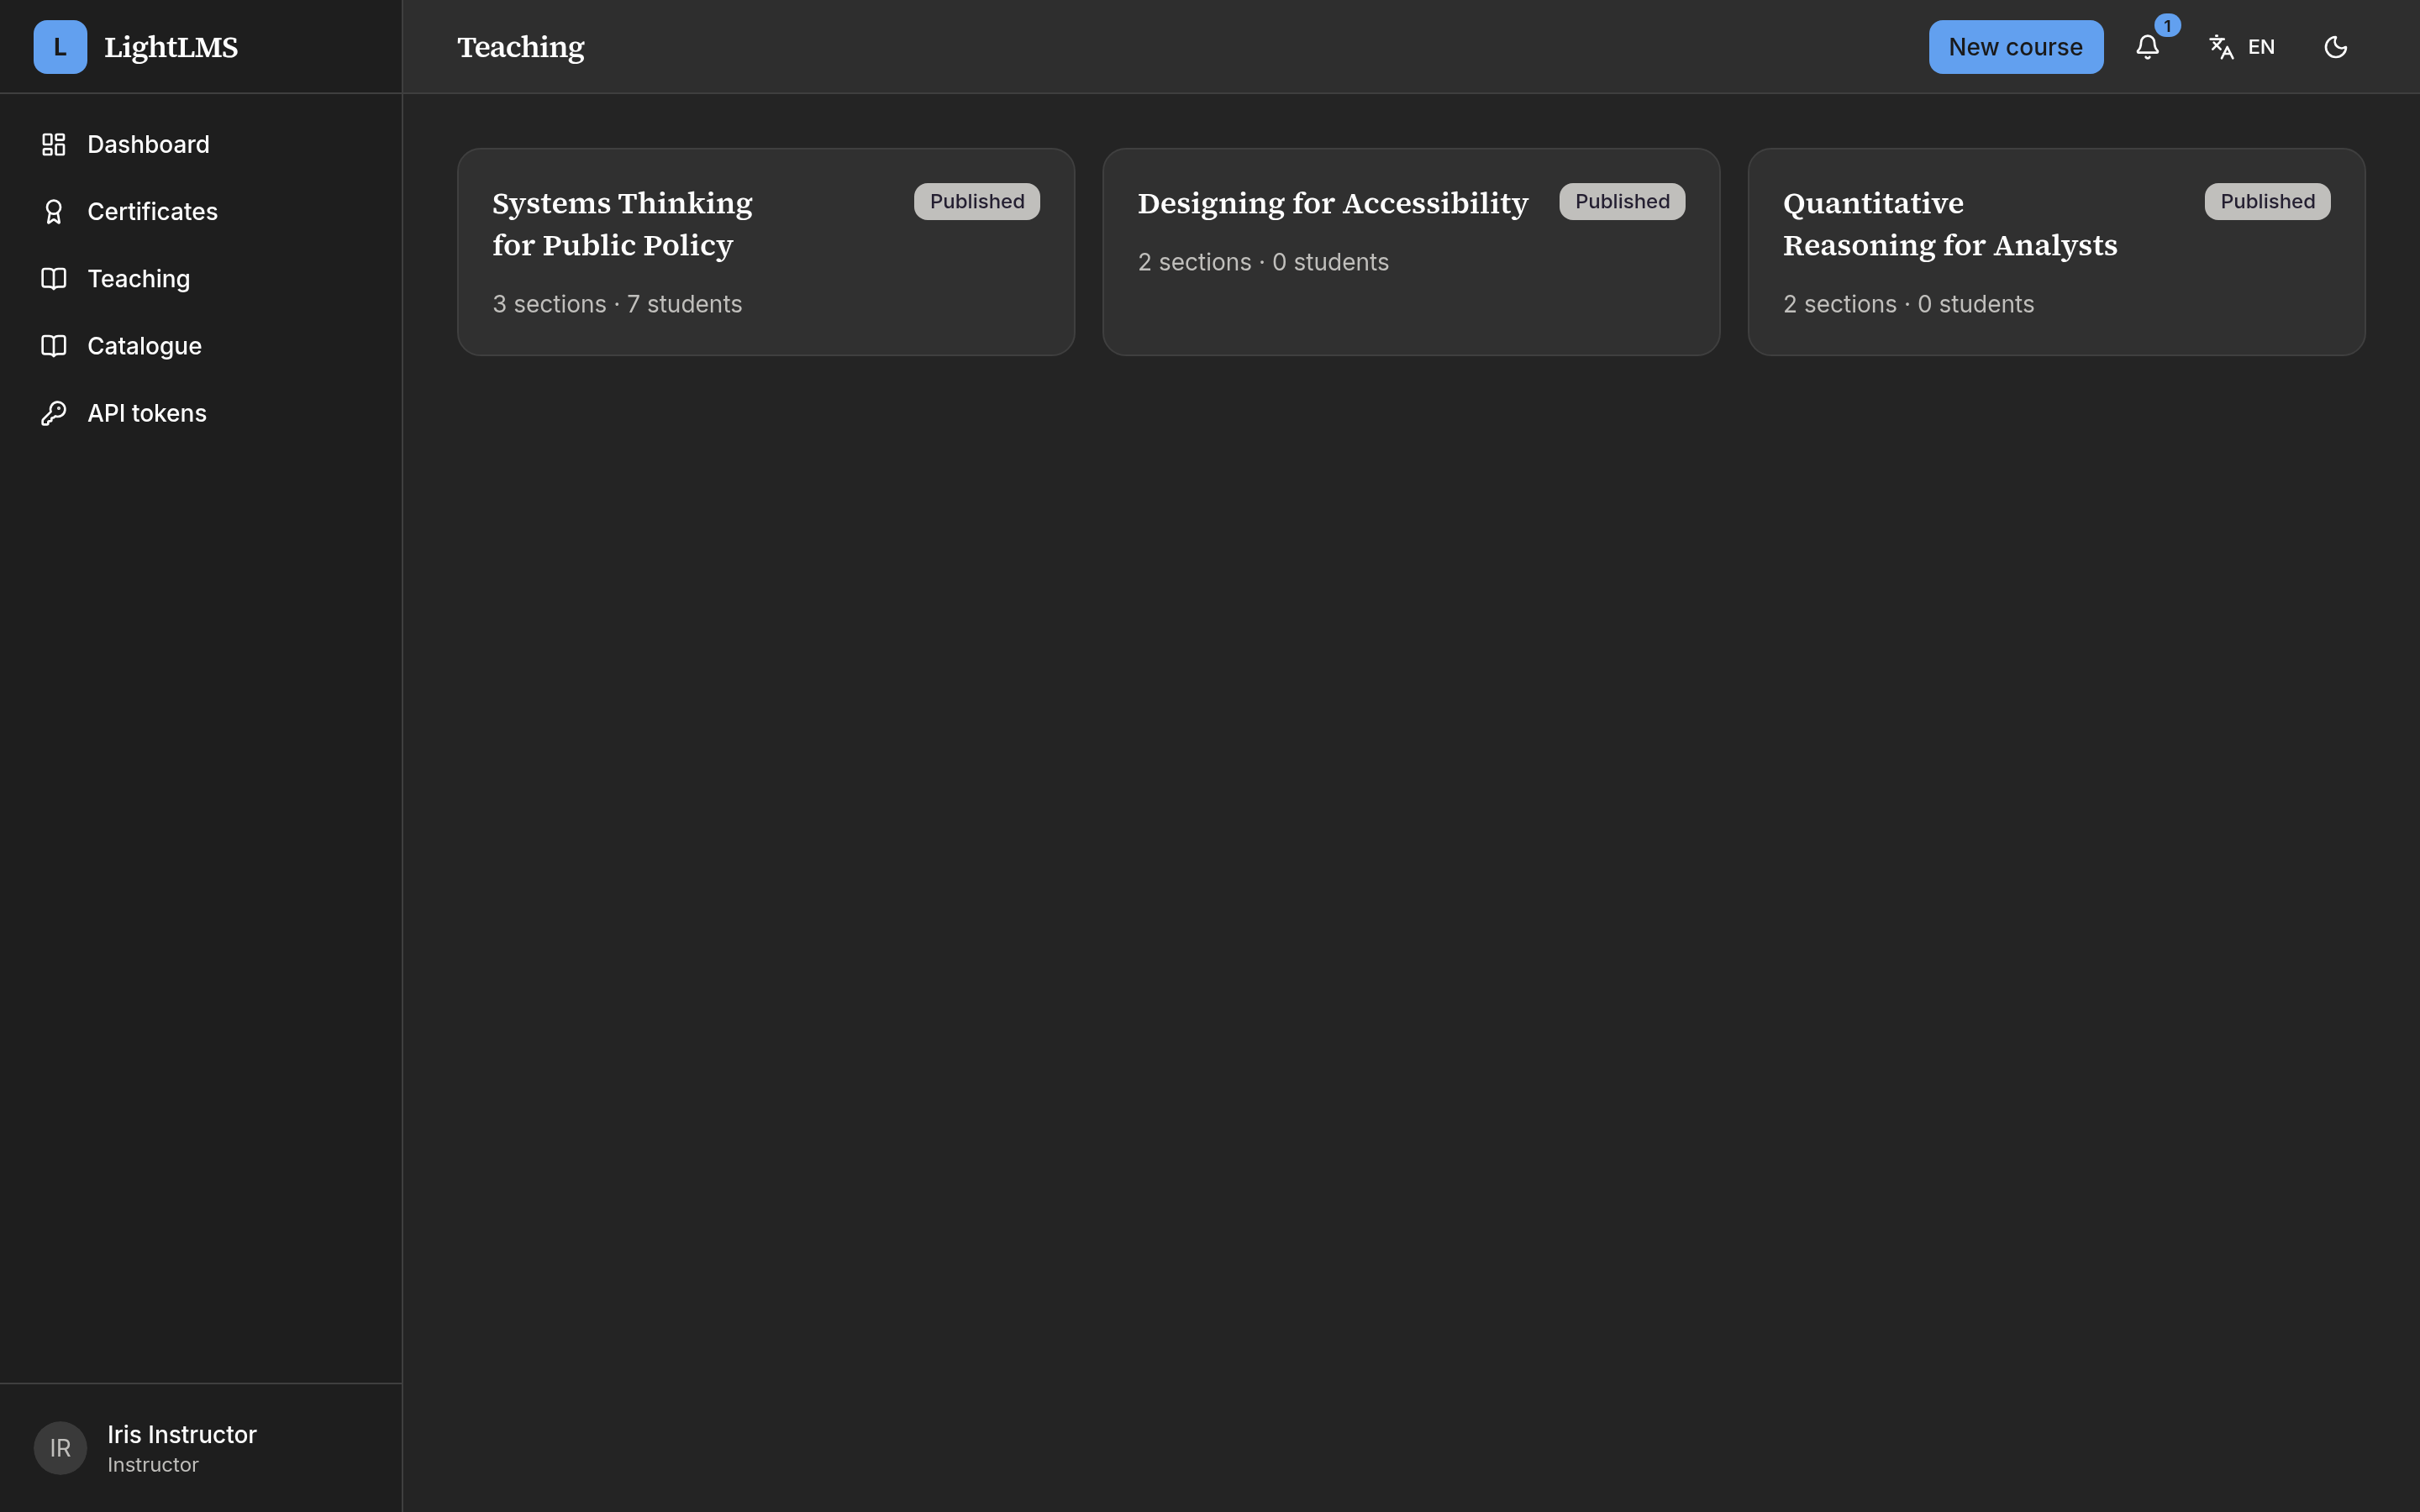 L LightLMS
Teaching
New course
1
EN
Dashboard
Certificates
Teaching
Catalogue
API tokens
Systems Thinking
for Public Policy
Published
3 sections · 7 students
Designing for Accessibility
Published
2 sections · 0 students
Quantitative
Reasoning for Analysts
Published
2 sections · 0 students
IR
Iris Instructor
Instructor